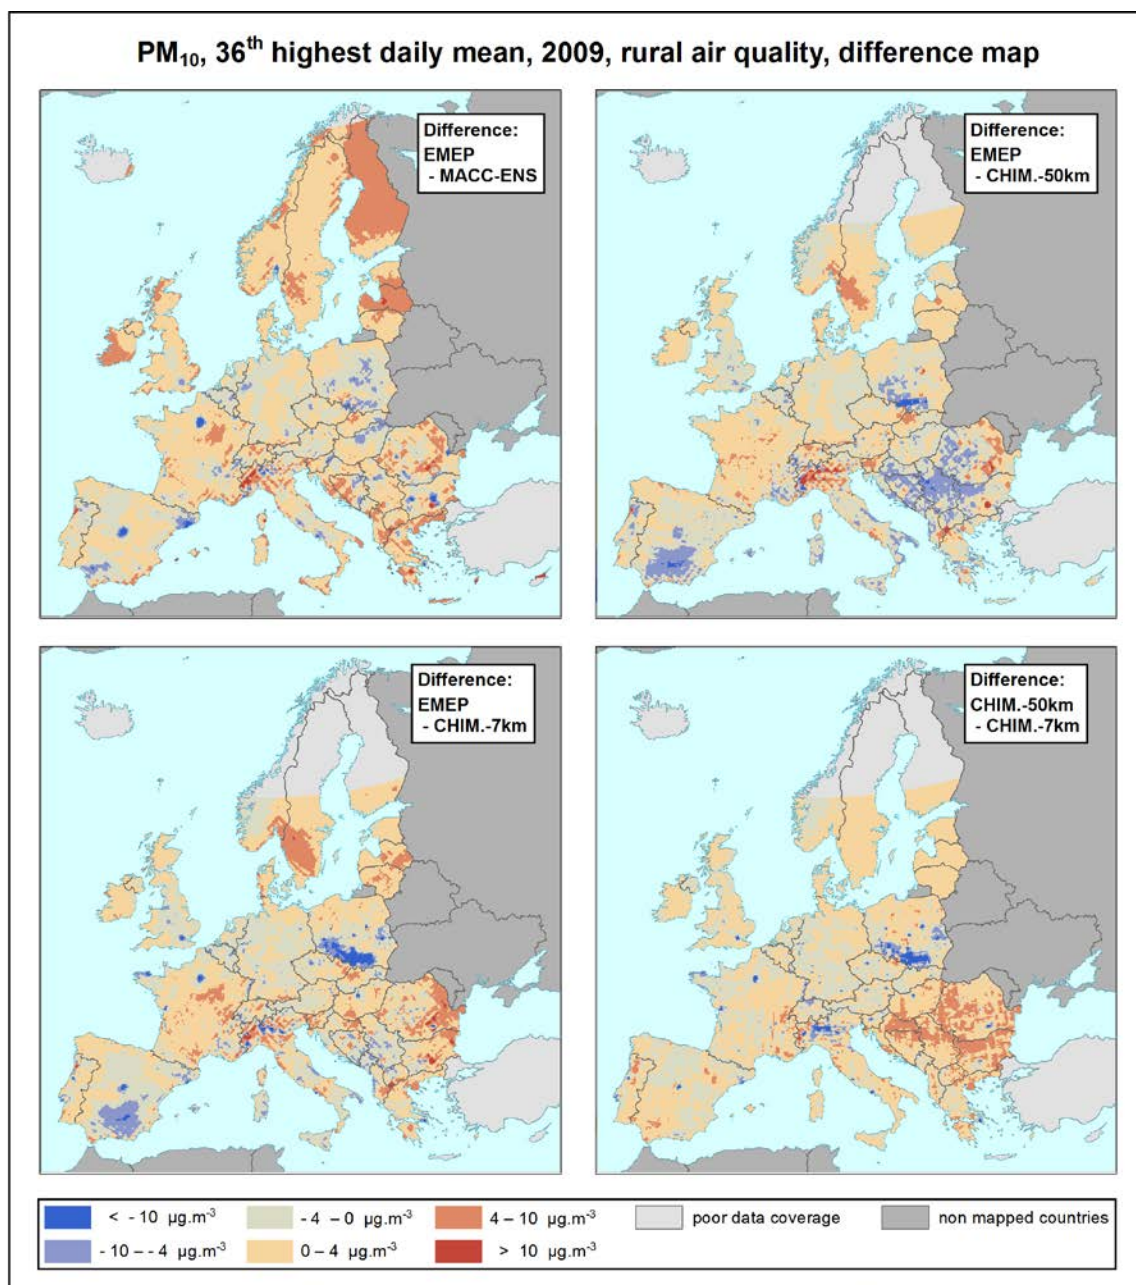 PM₁₀, 36ᵗʰ highest daily mean, 2009, rural air quality, difference map
Difference:
EMEP
- MACC-ENS
Difference:
EMEP
- CHIM.-50km
Difference:
EMEP
- CHIM.-7km
Difference:
CHIM.-50km
- CHIM.-7km
< - 10 µg.m⁻³
- 4 – 0 µg.m⁻³
4 – 10 µg.m⁻³
poor data coverage
non mapped countries
- 10 – - 4 µg.m⁻³
0 – 4 µg.m⁻³
> 10 µg.m⁻³